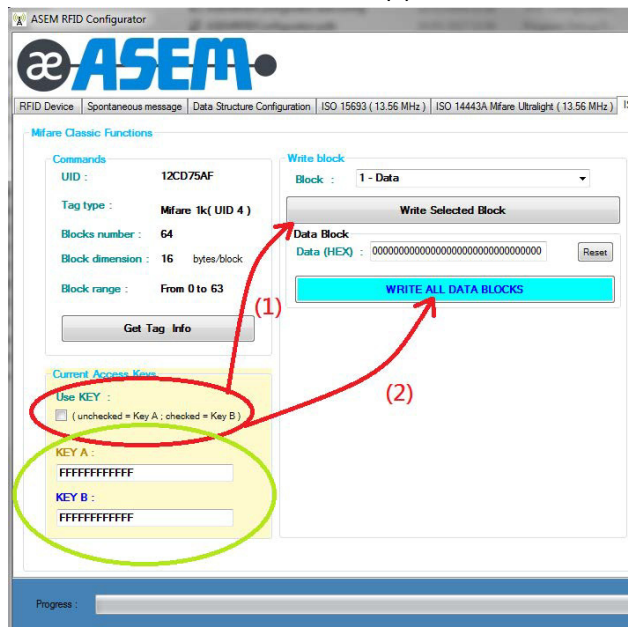 ASEM RFID Configurator
æ ASEM
RFID Device Spontaneous message Data Structure Configuration ISO 15693 ( 13.56 MHz ) ISO 14443A Mifare Ultralight ( 13.56 MHz )
Mifare Classic Functions
Commands
UID : 12CD75AF
Tag type : Mifare 1k( UID 4 )
Blocks number : 64
Block dimension : 16 bytes/block
Block range : From 0 to 63
Get Tag Info
Write block
Block : 1 - Data
Write Selected Block
Data Block
Data (HEX) : 00000000000000000000000000000000 Reset
WRITE ALL DATA BLOCKS
(1)
(2)
Current Access Keys
Use KEY :
( unchecked = Key A ; checked = Key B )
KEY A :
FFFFFFFFFFFF
KEY B :
FFFFFFFFFFFF
Progress :